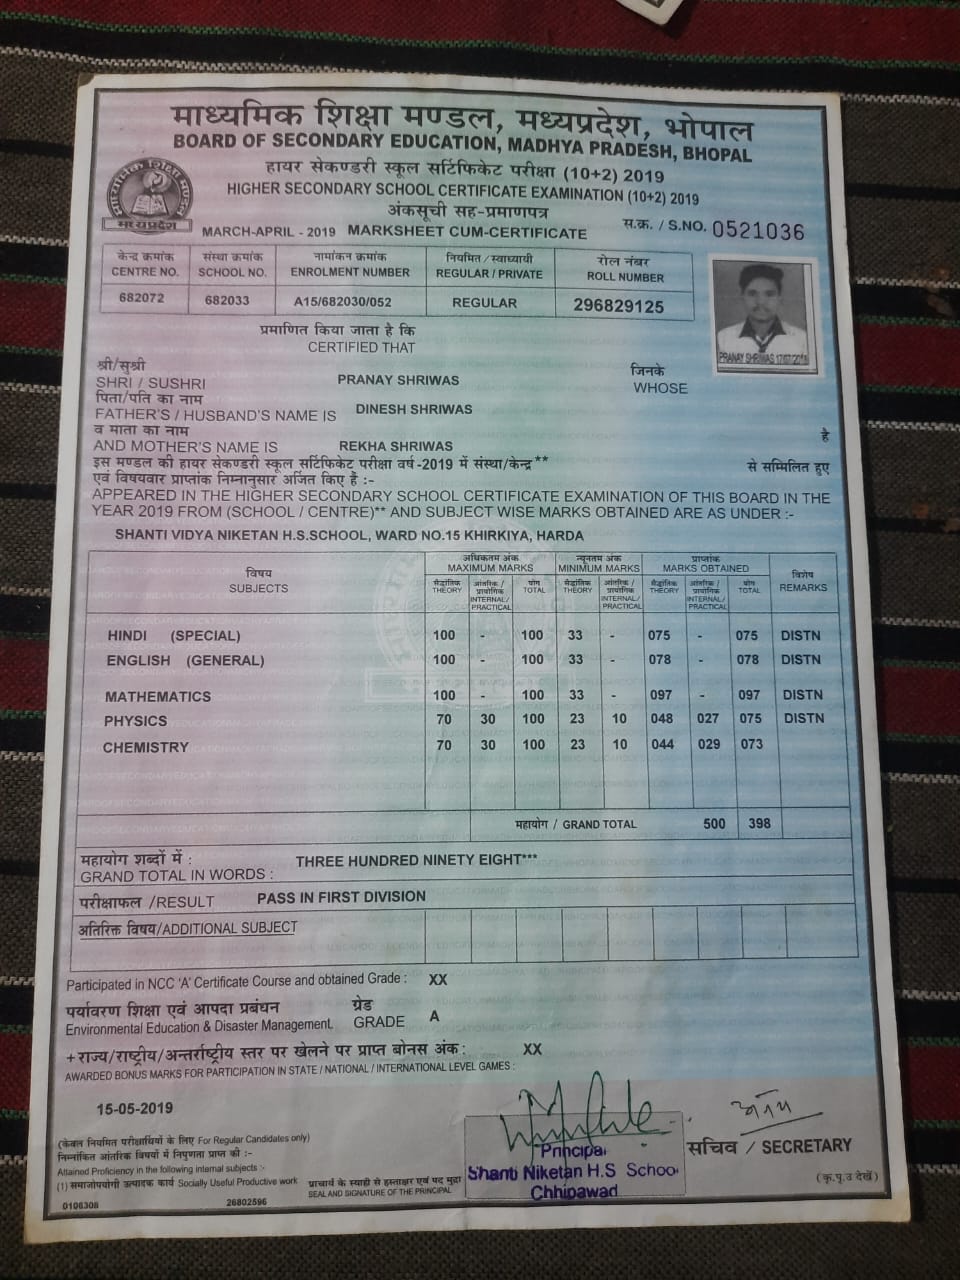 माध्यमिक शिक्षा मण्डल, मध्यप्रदेश, भोपाल
BOARD OF SECONDARY EDUCATION, MADHYA PRADESH, BHOPAL
हायर सेकण्डरी स्कूल सर्टिफिकेट परीक्षा (10+2) 2019
HIGHER SECONDARY SCHOOL CERTIFICATE EXAMINATION (10+2) 2019
अंकसूची सह-प्रमाणपत्र
MARCH-APRIL - 2019 MARKSHEET CUM-CERTIFICATE
स.क्र. / S.NO. 0521036
माध्यमिक शिक्षा मण्डल
मध्यप्रदेश
केन्द्र क्रमांक संस्था क्रमांक नामांकन क्रमांक नियमित / स्वाध्यायी रोल नंबर
CENTRE NO. SCHOOL NO. ENROLMENT NUMBER REGULAR / PRIVATE ROLL NUMBER
682072 682033 A15/682030/052 REGULAR 296829125
PRANAY SHRIWAS 17/07/2018
प्रमाणित किया जाता है कि
CERTIFIED THAT
श्री/सुश्री
SHRI / SUSHRI PRANAY SHRIWAS
जिनके
WHOSE
पिता/पति का नाम
FATHER'S / HUSBAND'S NAME IS DINESH SHRIWAS
व माता का नाम
AND MOTHER'S NAME IS REKHA SHRIWAS
है
इस मण्डल की हायर सेकण्डरी स्कूल सर्टिफिकेट परीक्षा वर्ष-2019 में संस्था/केन्द्र** से सम्मिलित हुए
एवं विषयवार प्राप्तांक निम्नानुसार अर्जित किए हैं :-
APPEARED IN THE HIGHER SECONDARY SCHOOL CERTIFICATE EXAMINATION OF THIS BOARD IN THE
YEAR 2019 FROM (SCHOOL / CENTRE)** AND SUBJECT WISE MARKS OBTAINED ARE AS UNDER :-
SHANTI VIDYA NIKETAN H.S.SCHOOL, WARD NO.15 KHIRKIYA, HARDA
विषय अधिकतम अंक न्यूनतम अंक प्राप्तांक विशेष
SUBJECTS MAXIMUM MARKS MINIMUM MARKS MARKS OBTAINED REMARKS
सैद्धांतिक आंतरिक / प्रायोगिक योग सैद्धांतिक आंतरिक / प्रायोगिक सैद्धांतिक आंतरिक / प्रायोगिक योग
THEORY INTERNAL/ PRACTICAL TOTAL THEORY INTERNAL/ PRACTICAL THEORY INTERNAL/ PRACTICAL TOTAL
HINDI (SPECIAL) 100 - 100 33 - 075 - 075 DISTN
ENGLISH (GENERAL) 100 - 100 33 - 078 - 078 DISTN
MATHEMATICS 100 - 100 33 - 097 - 097 DISTN
PHYSICS 70 30 100 23 10 048 027 075 DISTN
CHEMISTRY 70 30 100 23 10 044 029 073
महायोग / GRAND TOTAL 500 398
महायोग शब्दों में :
GRAND TOTAL IN WORDS : THREE HUNDRED NINETY EIGHT***
परीक्षाफल /RESULT PASS IN FIRST DIVISION
अतिरिक्त विषय/ADDITIONAL SUBJECT
Participated in NCC 'A' Certificate Course and obtained Grade : XX
पर्यावरण शिक्षा एवं आपदा प्रबंधन ग्रेड
Environmental Education & Disaster Management. GRADE A
+राज्य/राष्ट्रीय/अन्तर्राष्ट्रीय स्तर पर खेलने पर प्राप्त बोनस अंक : XX
AWARDED BONUS MARKS FOR PARTICIPATION IN STATE / NATIONAL / INTERNATIONAL LEVEL GAMES :
15-05-2019
(केवल नियमित परीक्षार्थियों के लिए For Regular Candidates only)
निम्नांकित आंतरिक विषयों में निपुणता प्राप्त की :-
Attained Proficiency in the following internal subjects :-
(1) समाजोपयोगी उत्पादक कार्य Socially Useful Productive work
0106308 26802596
प्राचार्य के स्याही से हस्ताक्षर एवं पद मुद्रा
SEAL AND SIGNATURE OF THE PRINCIPAL
Principal
Shanti Niketan H.S School
Chhipawad
सचिव / SECRETARY
(कृ.पृ.उ देखें)